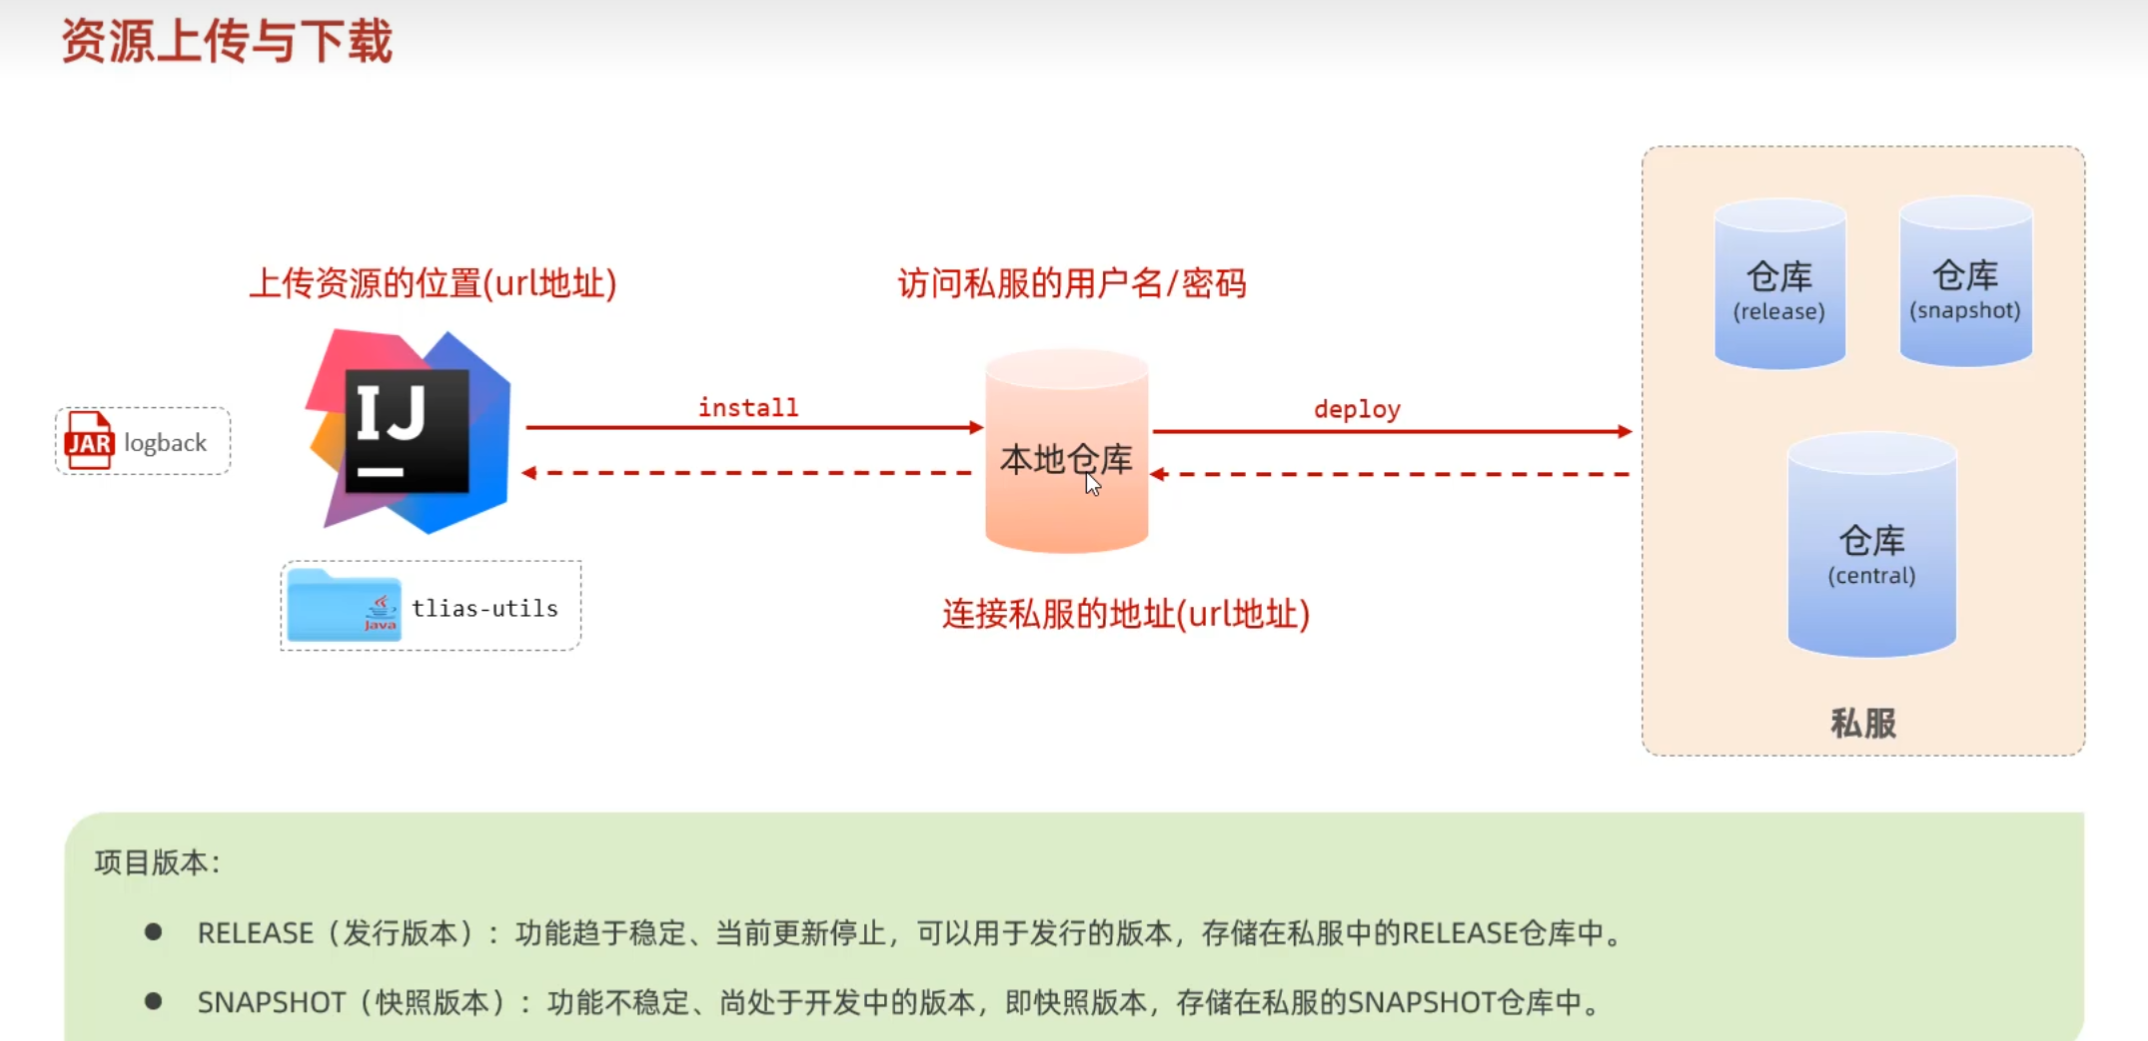 资源上传与下载
上传资源的位置(url地址)
访问私服的用户名/密码
仓库
(release)
仓库
(snapshot)
IJ
install
deploy
JAR logback
本地仓库
仓库
(central)
Java
tlias-utils
连接私服的地址(url地址)
私服
项目版本：
● RELEASE（发行版本）：功能趋于稳定、当前更新停止，可以用于发行的版本，存储在私服中的RELEASE仓库中。
● SNAPSHOT（快照版本）：功能不稳定、尚处于开发中的版本，即快照版本，存储在私服的SNAPSHOT仓库中。